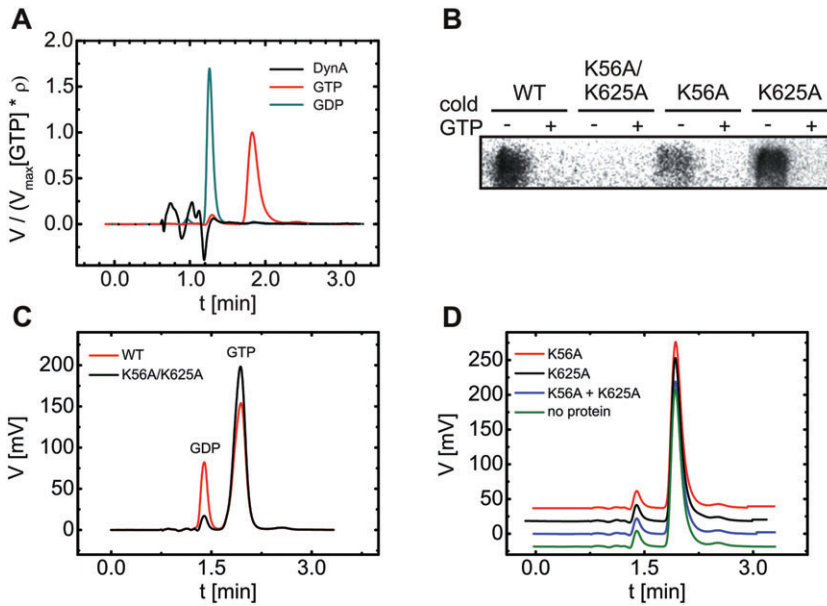 A
V / (Vmax[GTP] * ρ)
2.0
1.5
1.0
0.5
0.0
DynA
GTP
GDP
0.0 1.0 2.0 3.0
t [min]
B
cold
GTP
WT
K56A/
K625A
K56A
K625A
- + - + - + - +
C
V [mV]
200
150
100
50
0
WT
K56A/K625A
GDP
GTP
0.0 1.5 3.0
t [min]
D
V [mV]
250
200
150
100
50
0
K56A
K625A
K56A + K625A
no protein
0.0 1.5 3.0
t [min]